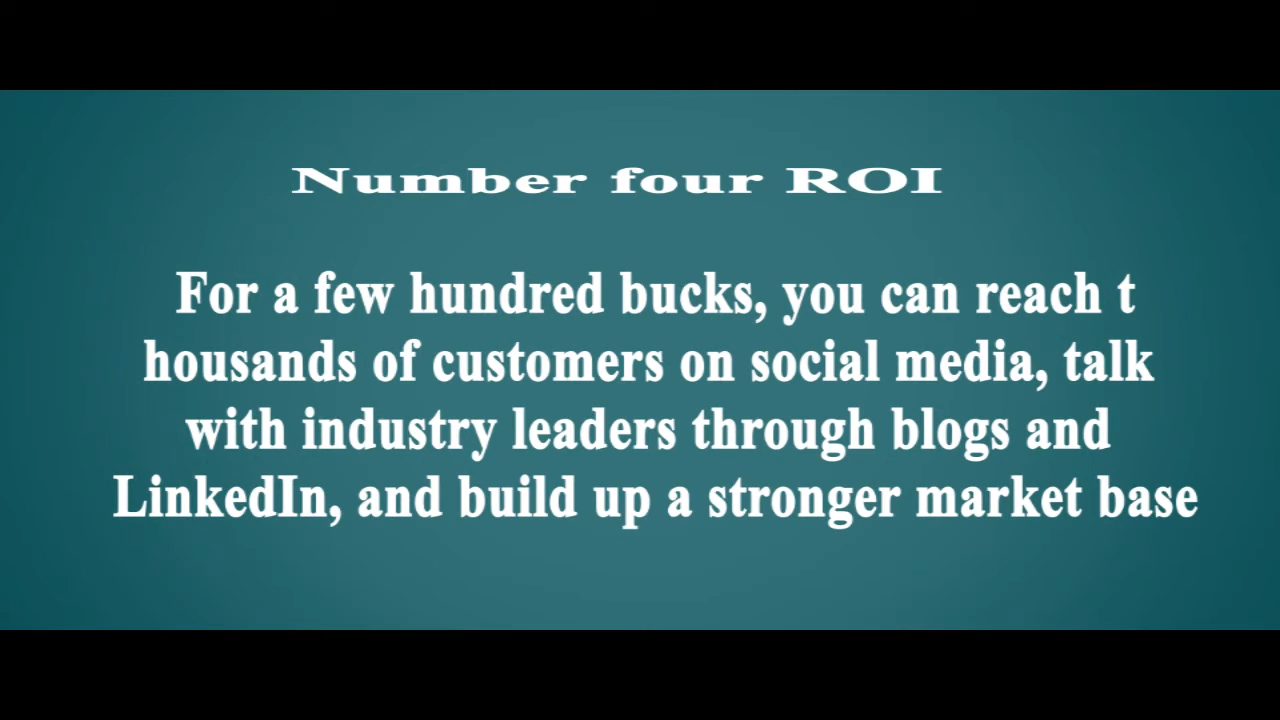 Number four ROI
For a few hundred bucks, you can reach t
housands of customers on social media, talk
with industry leaders through blogs and
LinkedIn, and build up a stronger market base